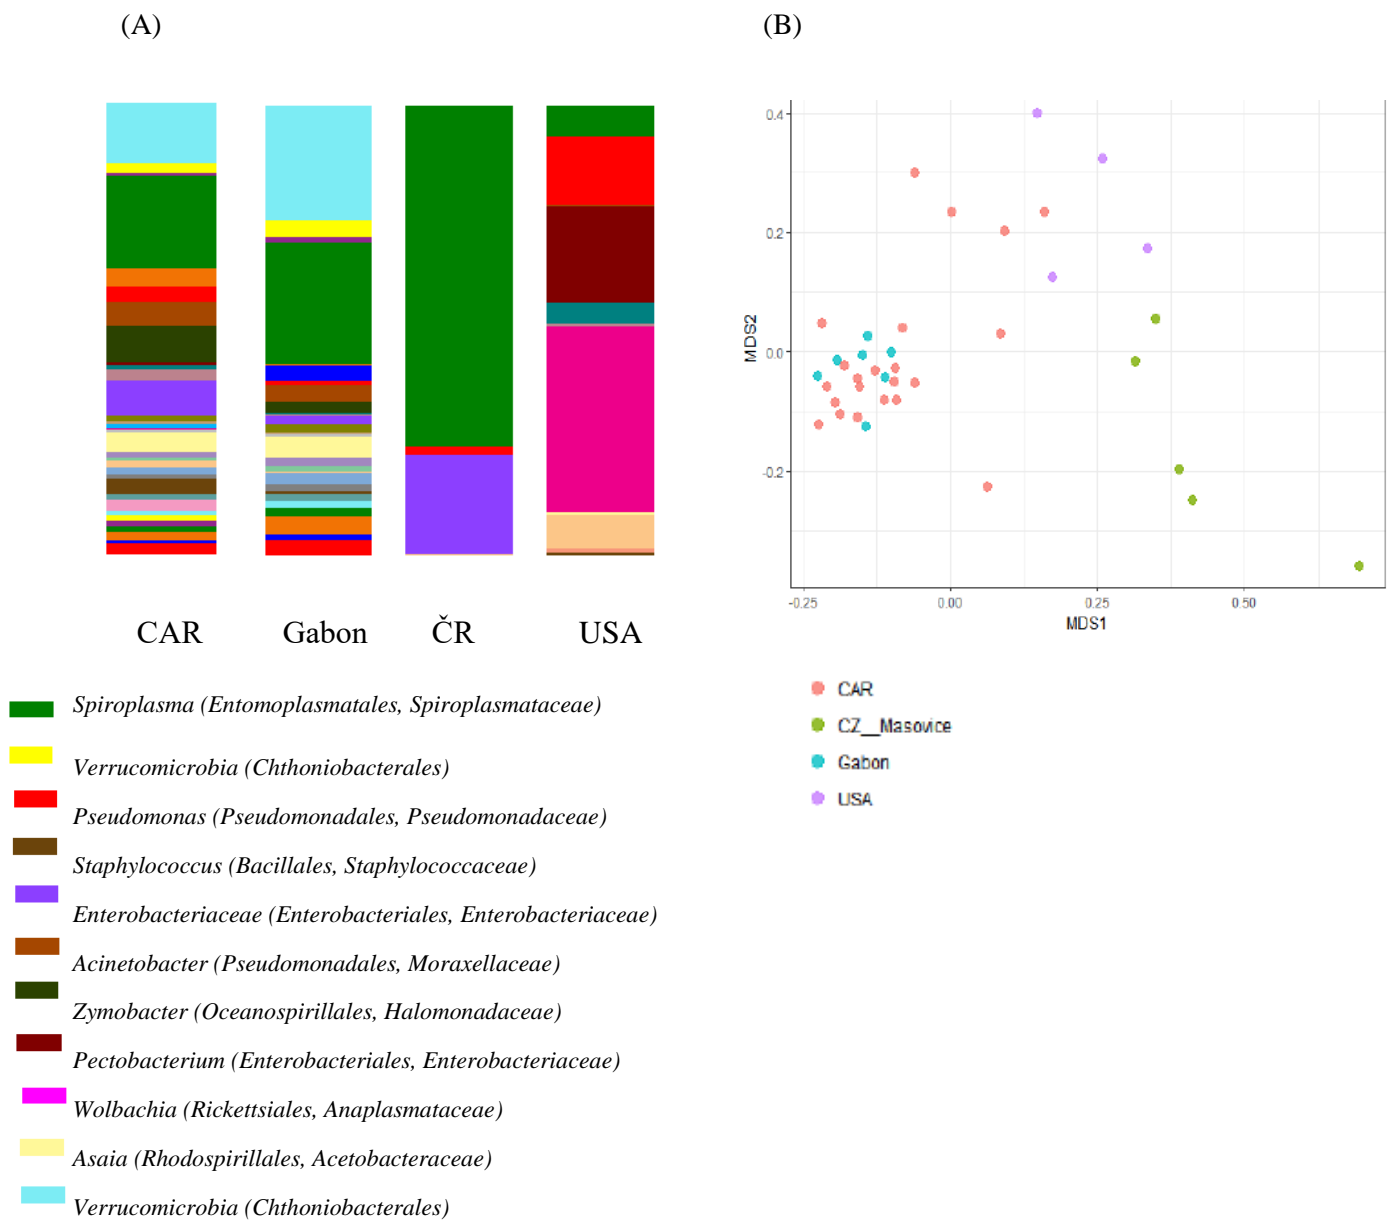 (A)
(B)
CAR
Gabon
ČR
USA
Spiroplasma (Entomoplasmatales, Spiroplasmataceae)
Verrucomicrobia (Chthoniobacterales)
Pseudomonas (Pseudomonadales, Pseudomonadaceae)
Staphylococcus (Bacillales, Staphylococcaceae)
Enterobacteriaceae (Enterobacteriales, Enterobacteriaceae)
Acinetobacter (Pseudomonadales, Moraxellaceae)
Zymobacter (Oceanospirillales, Halomonadaceae)
Pectobacterium (Enterobacteriales, Enterobacteriaceae)
Wolbachia (Rickettsiales, Anaplasmataceae)
Asaia (Rhodospirillales, Acetobacteraceae)
Verrucomicrobia (Chthoniobacterales)
0.4
0.2
0.0
-0.2
MDS2
-0.25
0.00
0.25
0.50
MDS1
CAR
CZ__Masovice
Gabon
USA